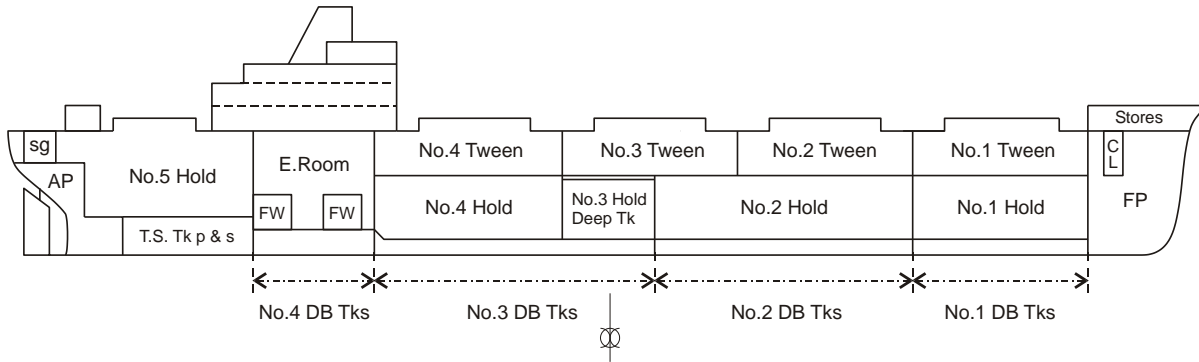 Stores
sg
E.Room
No.4 Tween
No.3 Tween
No.2 Tween
No.1 Tween
C
L
AP
No.5 Hold
No.4 Hold
No.3 Hold
Deep Tk
No.2 Hold
No.1 Hold
FP
FW
FW
T.S. Tk p & s
No.4 DB Tks
No.3 DB Tks
No.2 DB Tks
No.1 DB Tks